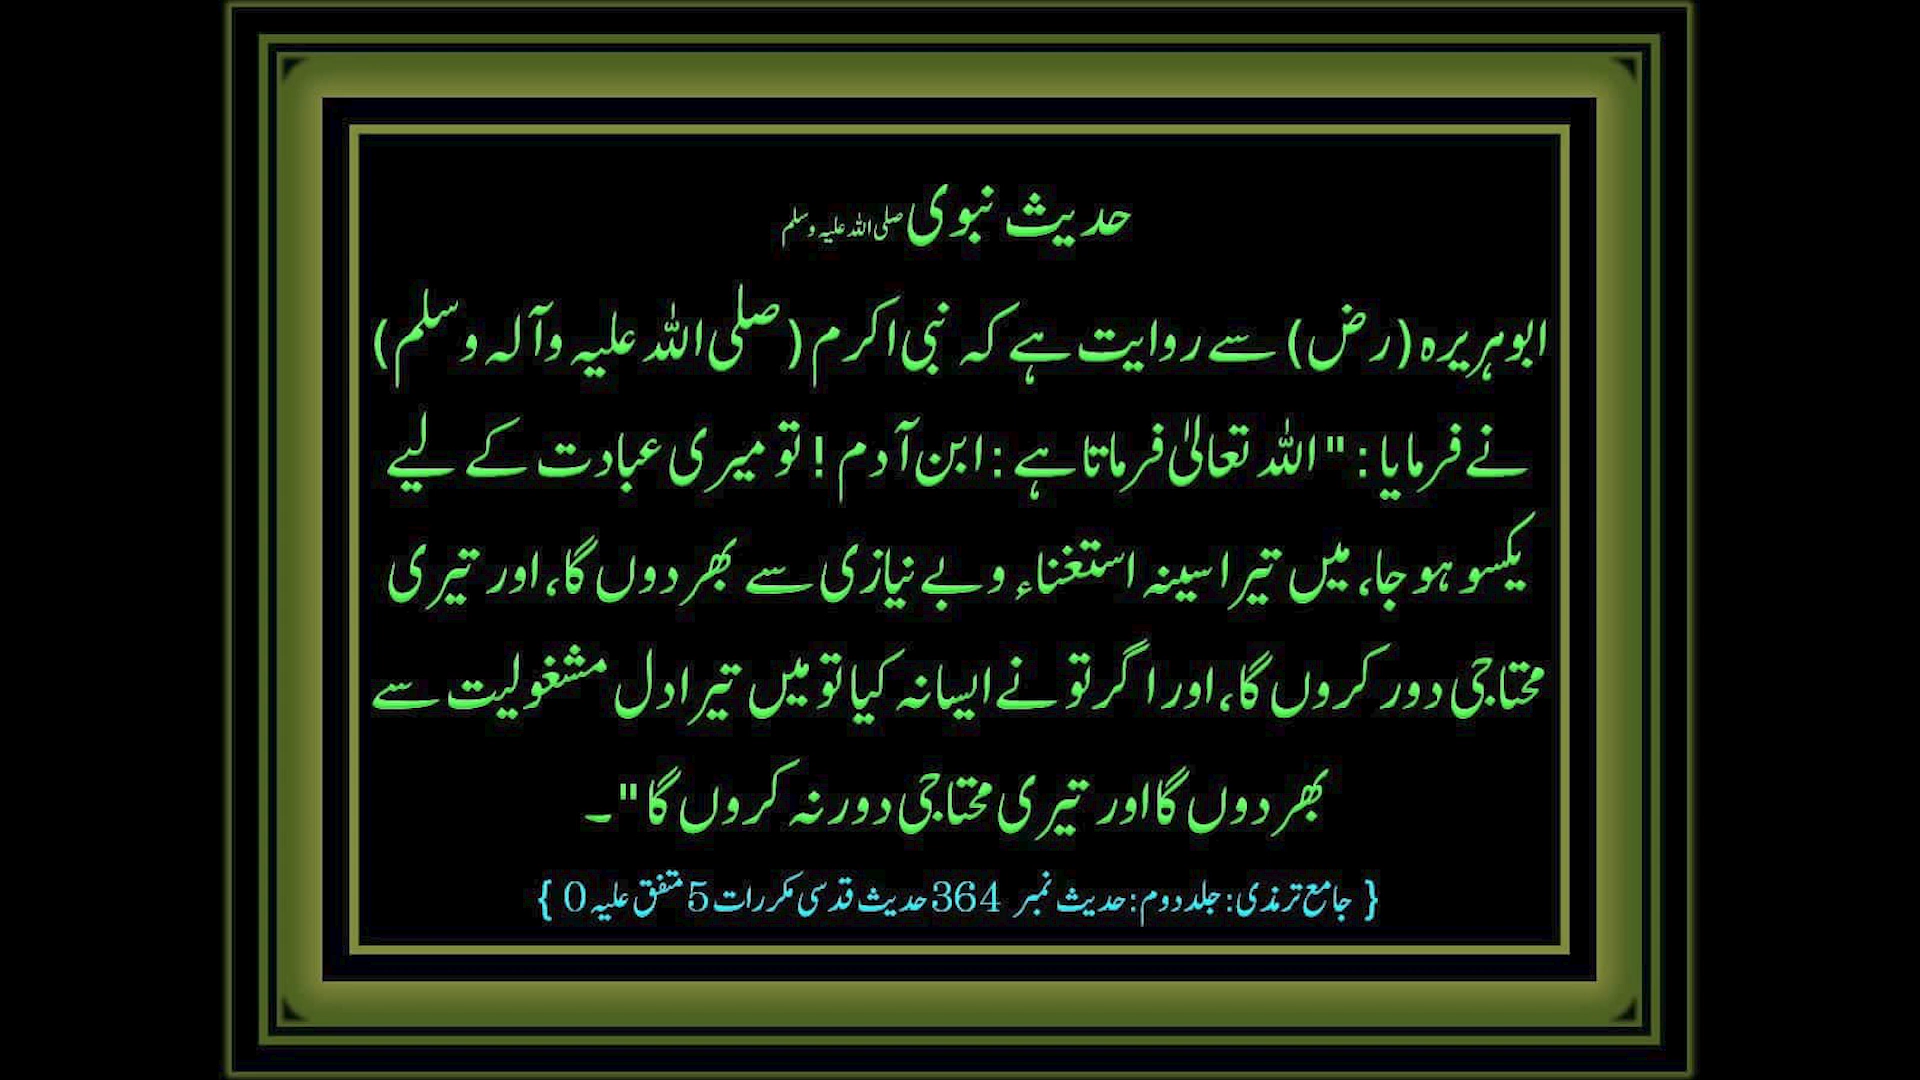 حدیث نبوی صلی اللہ علیہ وسلم
ابوہریرہ (رض) سے روایت ہے کہ نبی اکرم (صلی اللہ علیہ وآلہ وسلم)
نے فرمایا : " اللہ تعالیٰ فرماتا ہے : ابن آدم ! تو میری عبادت کے لیے
یکسو ہو جا، میں تیرا سینہ استغناء و بے نیازی سے بھر دوں گا، اور تیری
محتاجی دور کروں گا، اور اگر تو نے ایسا نہ کیا تو میں تیرا دل مشغولیت سے
بھر دوں گا اور تیری محتاجی دور نہ کروں گا "۔
{ جامع ترمذی : جلد دوم : حدیث نمبر 364 حدیث قدسی مکررات 5 متفق علیہ 0 }